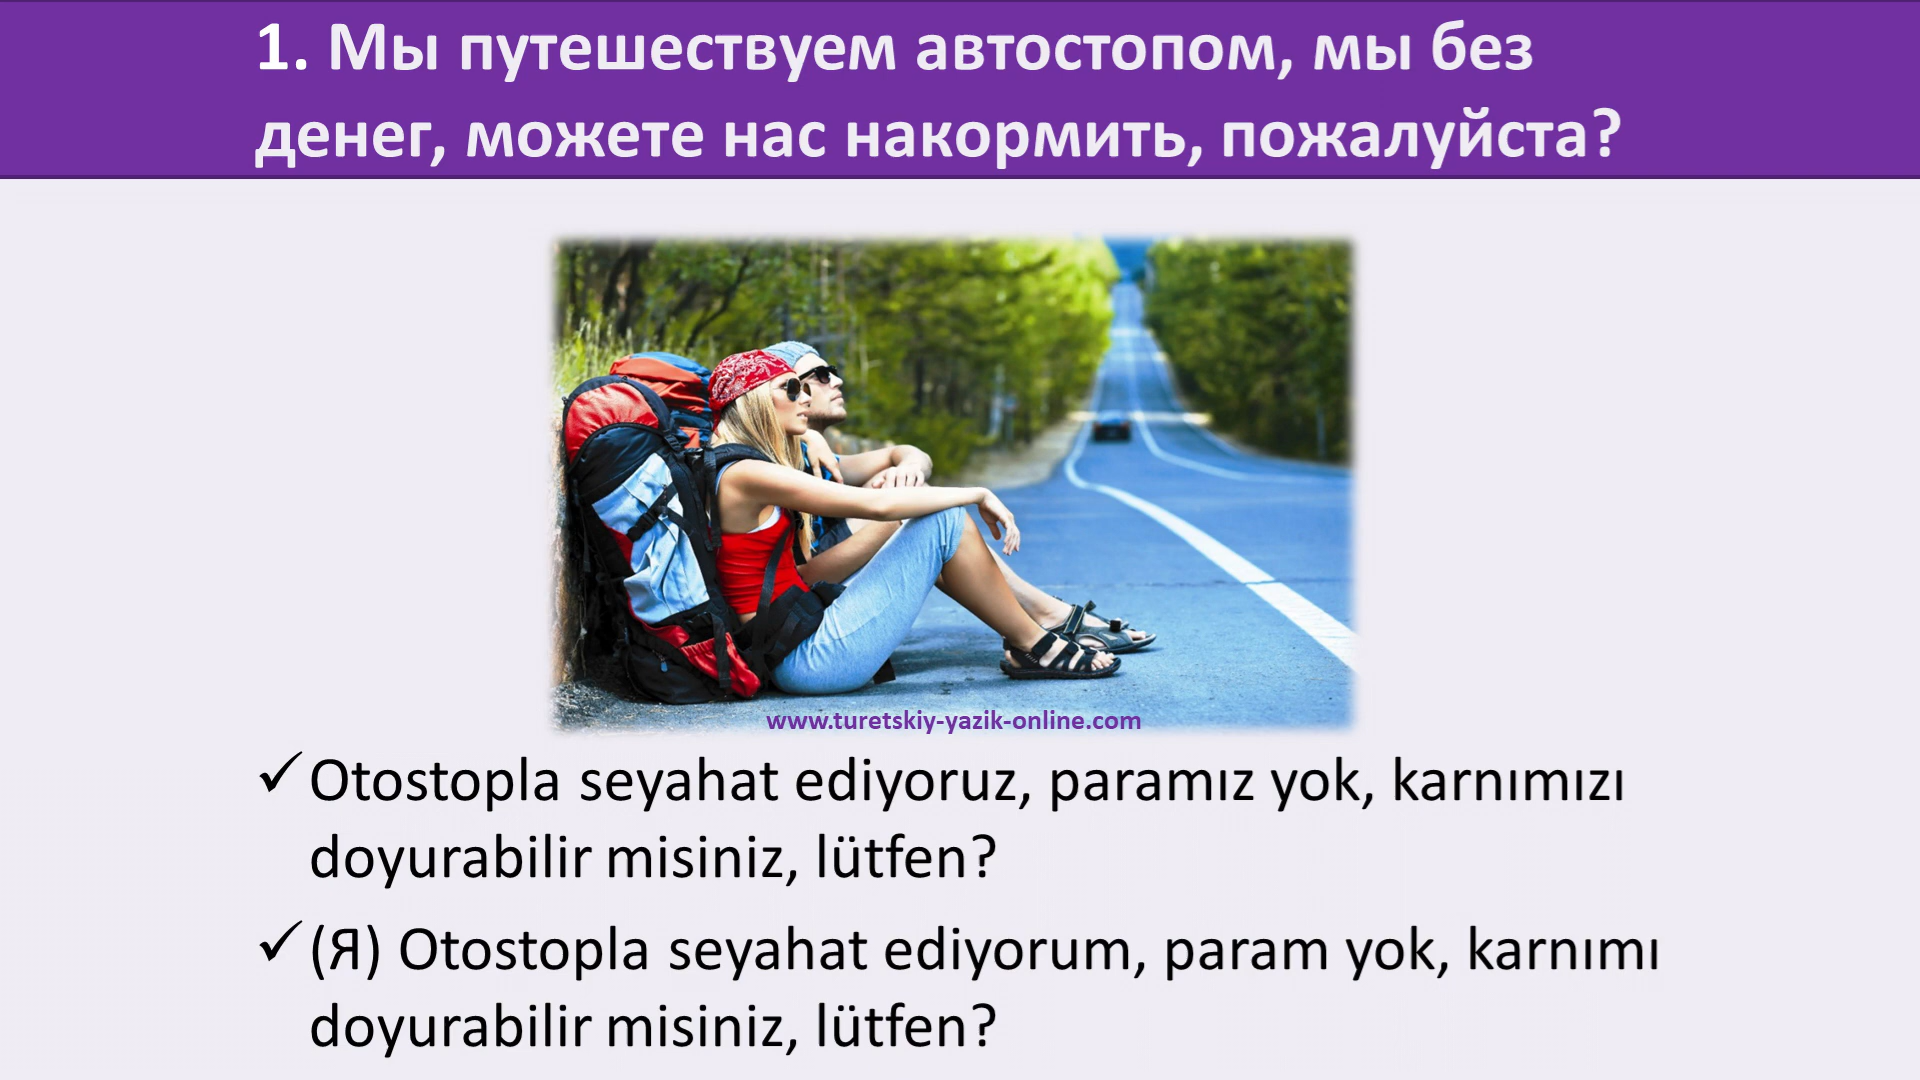 1. Мы путешествуем автостопом, мы без
денег, можете нас накормить, пожалуйста?
www.turetskiy-yazik-online.com
✓ Otostopla seyahat ediyoruz, paramız yok, karnımızı
doyurabilir misiniz, lütfen?
✓ (Я) Otostopla seyahat ediyorum, param yok, karnımı
doyurabilir misiniz, lütfen?